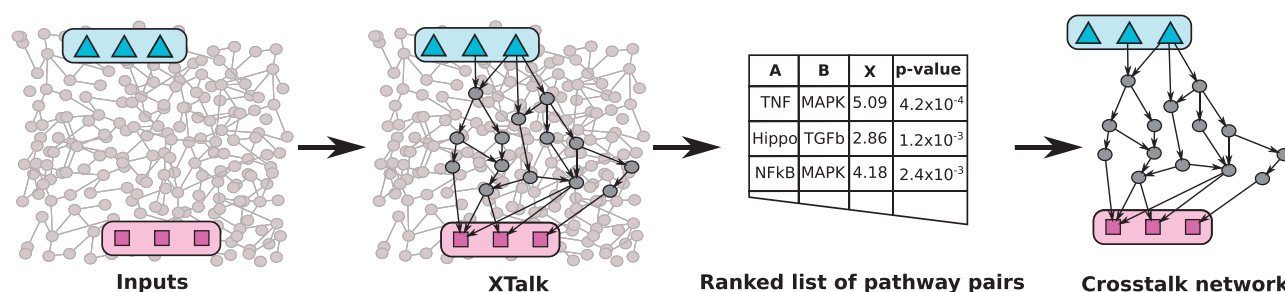 A B X p-value
TNF MAPK 5.09 4.2x10⁻⁴
Hippo TGFb 2.86 1.2x10⁻³
NFkB MAPK 4.18 2.4x10⁻³
Inputs
XTalk
Ranked list of pathway pairs
Crosstalk network